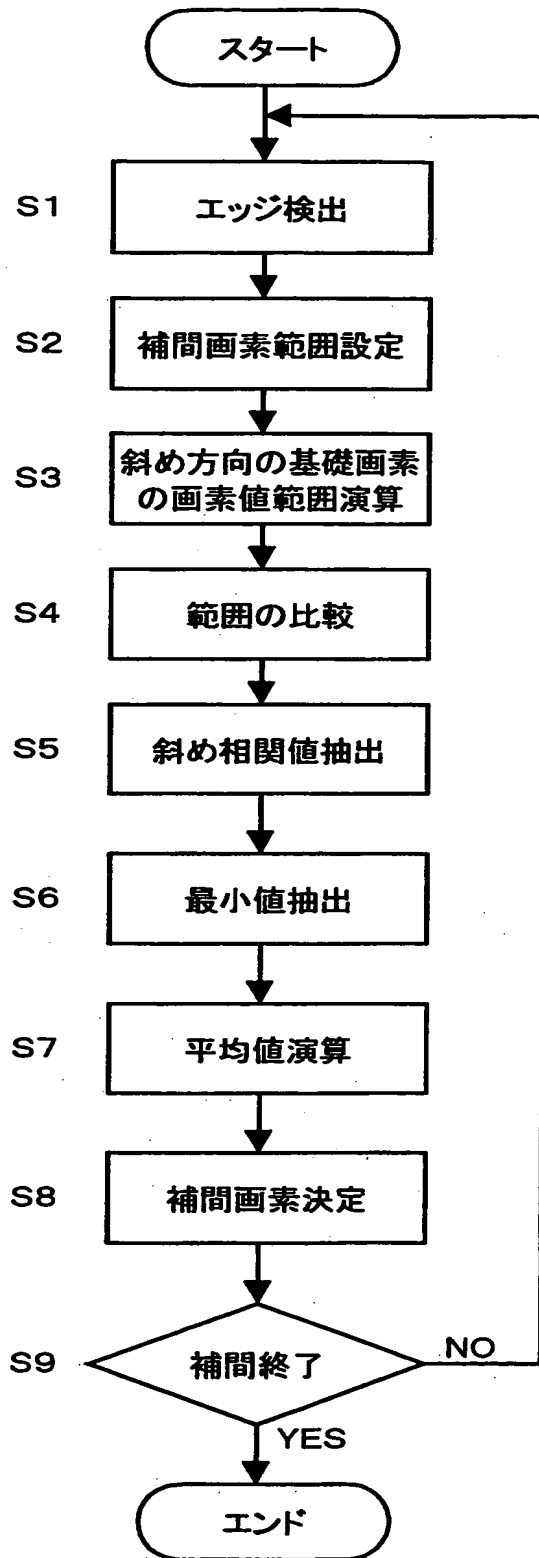 スタート
S1
エッジ検出
S2
補間画素範囲設定
S3
斜め方向の基礎画素
の画素値範囲演算
S4
範囲の比較
S5
斜め相関値抽出
S6
最小値抽出
S7
平均値演算
S8
補間画素決定
S9
補間終了
NO
YES
エンド